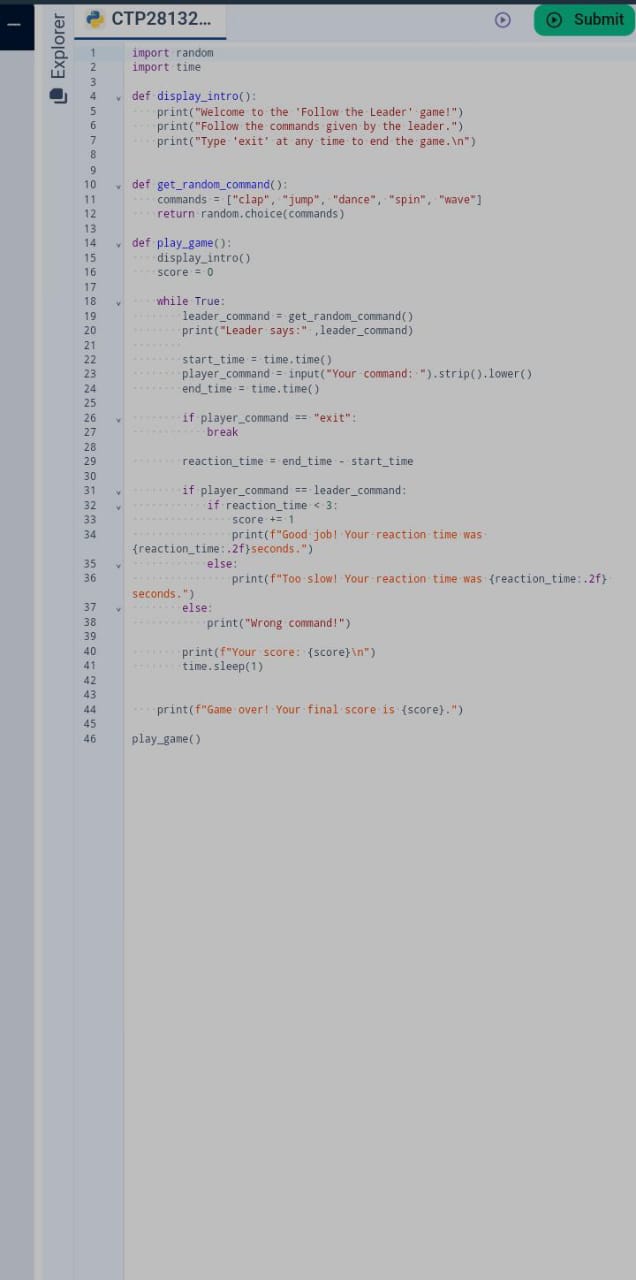 Explorer
CTP28132...
Submit
1 import random
2 import time
3
4 def display_intro():
5     print("Welcome to the 'Follow the Leader' game!")
6     print("Follow the commands given by the leader.")
7     print("Type 'exit' at any time to end the game.\n")
8
9
10 def get_random_command():
11     commands = ["clap", "jump", "dance", "spin", "wave"]
12     return random.choice(commands)
13
14 def play_game():
15     display_intro()
16     score = 0
17
18     while True:
19         leader_command = get_random_command()
20         print("Leader says:" ,leader_command)
21
22         start_time = time.time()
23         player_command = input("Your command: ").strip().lower()
24         end_time = time.time()
25
26         if player_command == "exit":
27             break
28
29         reaction_time = end_time - start_time
30
31         if player_command == leader_command:
32             if reaction_time < 3:
33                 score += 1
34                 print(f"Good job! Your reaction time was
{reaction_time:.2f}seconds.")
35             else:
36                 print(f"Too slow! Your reaction time was {reaction_time:.2f}
seconds.")
37         else:
38             print("Wrong command!")
39
40         print(f"Your score: {score}\n")
41         time.sleep(1)
42
43
44     print(f"Game over! Your final score is {score}.")
45
46 play_game()